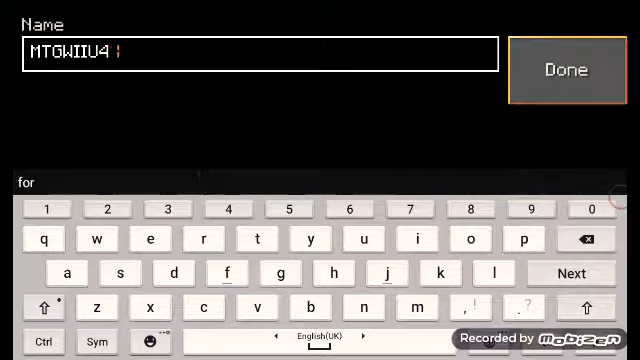 Name
MTGWIIU4
Done
for
1 2 3 4 5 6 7 8 9 0
q w e r t y u i o p
a s d f g h j k l Next
z x c v b n m , ! . ?
Ctrl Sym English(UK)
Recorded by MOBIZEN